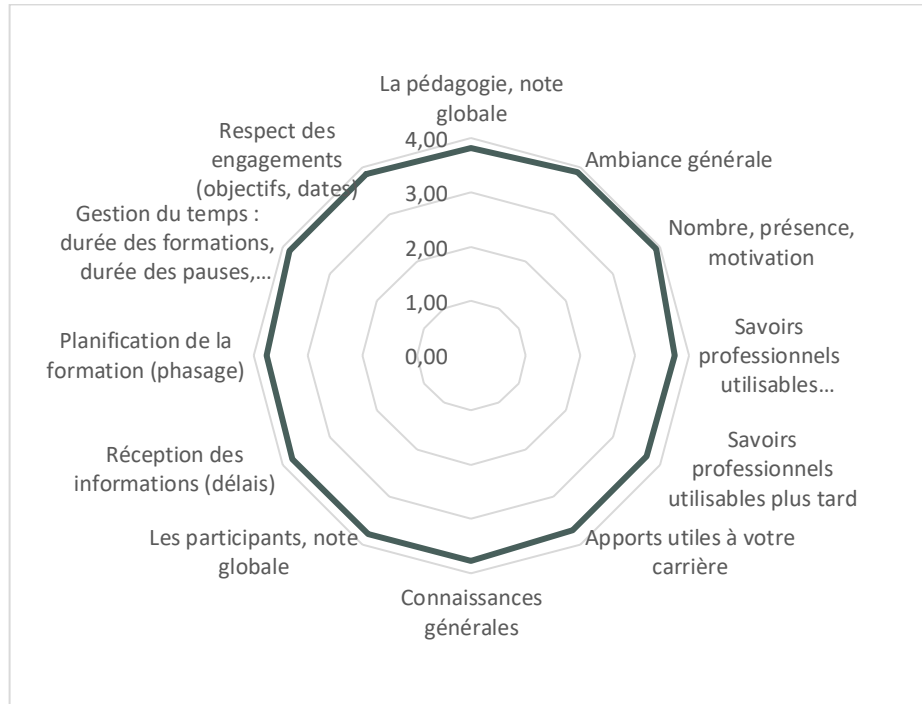 La pédagogie, note
globale
Ambiance générale
Nombre, présence,
motivation
Savoirs
professionnels
utilisables...
Savoirs
professionnels
utilisables plus tard
Apports utiles à votre
carrière
Connaissances
générales
Les participants, note
globale
Réception des
informations (délais)
Planification de la
formation (phasage)
Gestion du temps :
durée des formations,
durée des pauses,...
Respect des
engagements
(objectifs, dates)
4,00
3,00
2,00
1,00
0,00